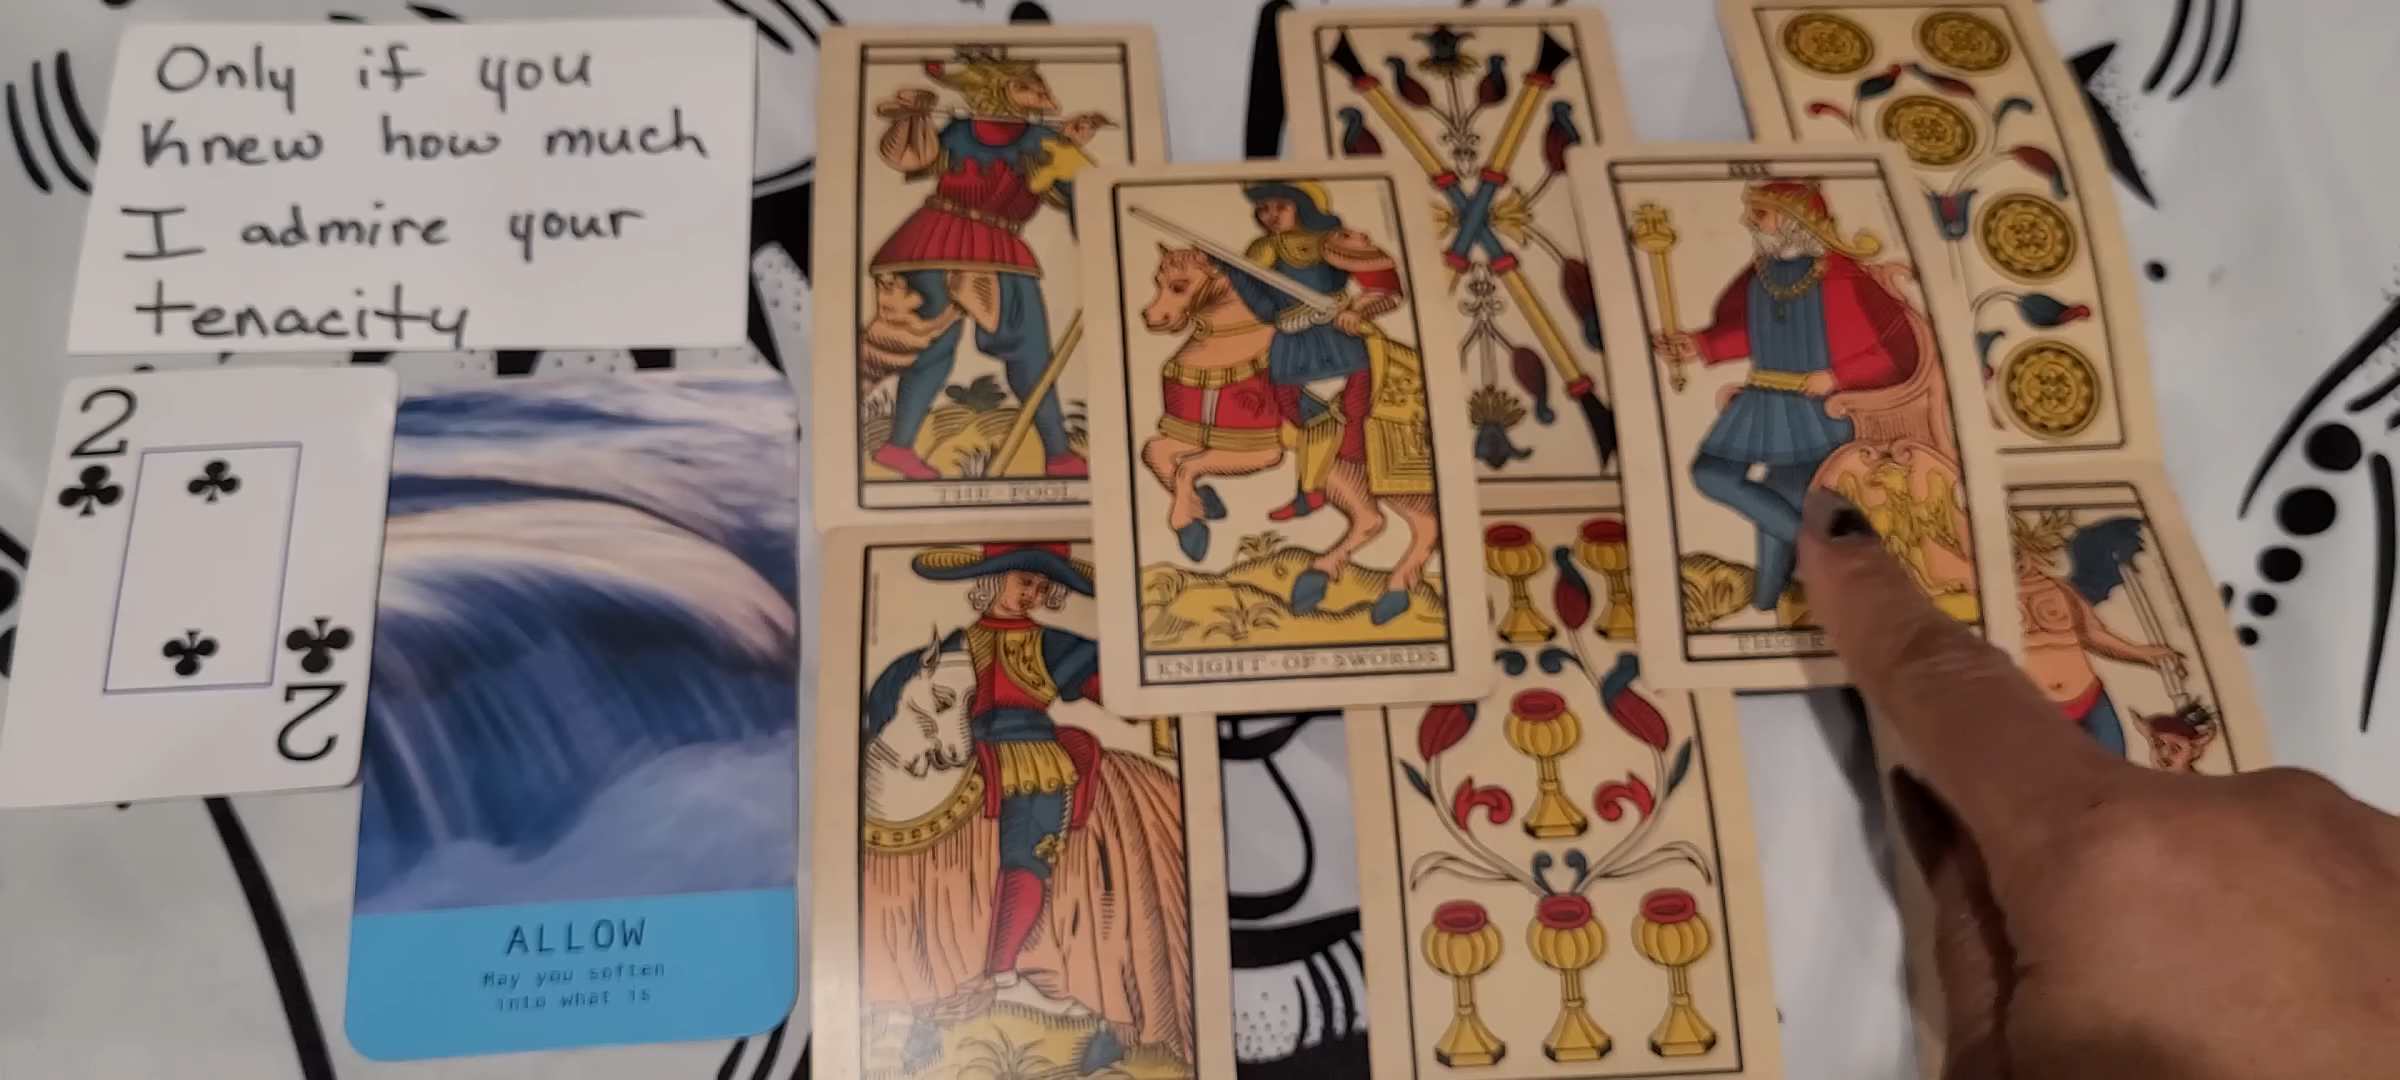 Only if you
Knew how much
I admire your
tenacity
2
2
ALLOW
May you soften
into what is
THE·FOOL
KNIGHT·OF·SWORDS
IIII